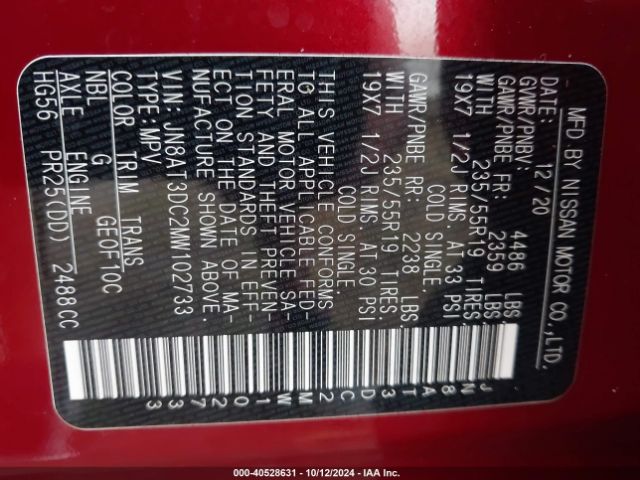 MFD BY NISSAN MOTOR CO.,LTD.
DATE: 12/20
GVWR/PNBV: 4486 LBS.
GAWR/PNBE FR: 2359 LBS.
WITH 235/55R19 TIRES.
19X7 1/2J RIMS AT 33 PSI
COLD SINGLE.
GAWR/PNBE RR: 2238 LBS.
WITH 235/55R19 TIRES.
19X7 1/2J RIMS AT 30 PSI
COLD SINGLE.
THIS VEHICLE CONFORMS
TO ALL APPLICABLE FED-
ERAL MOTOR VEHICLE SA-
FETY AND THEFT PREVEN-
TION STANDARDS IN EFF-
ECT ON THE DATE OF MA-
NUFACTURE SHOWN ABOVE.
VIN: JN8AT3DC2MW102733
TYPE: MPV
COLOR TRIM TRANS
NBL G GE0F10C
AXLE ENGINE
HG56 PR25(DD) 2488CC
JN8AT3DC2MW102733
000-40528631 - 10/12/2024 - IAA Inc.